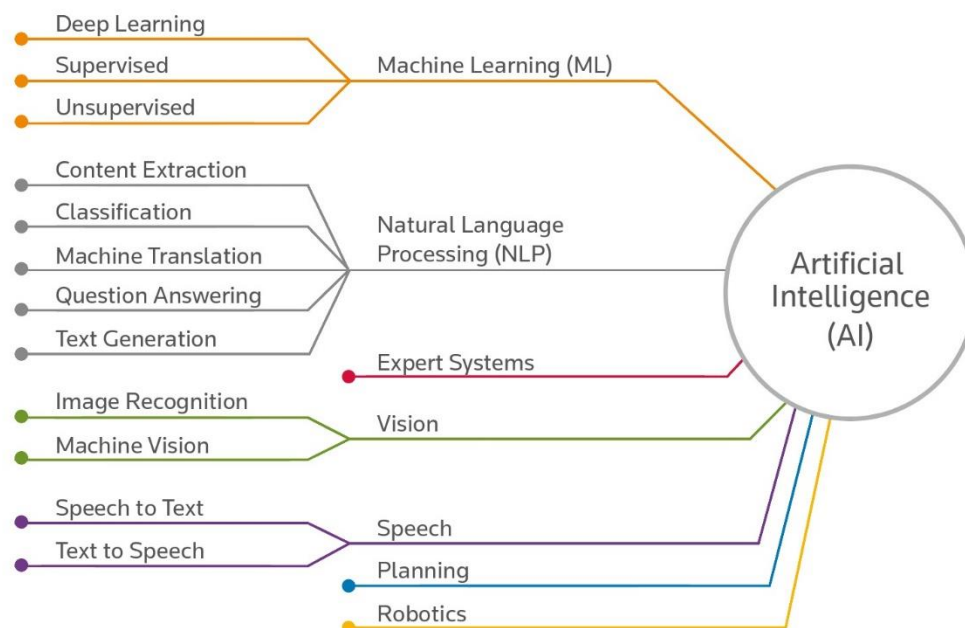 Deep Learning
Supervised
Unsupervised
Machine Learning (ML)
Content Extraction
Classification
Machine Translation
Question Answering
Text Generation
Natural Language
Processing (NLP)
Expert Systems
Image Recognition
Machine Vision
Vision
Speech to Text
Text to Speech
Speech
Planning
Robotics
Artificial
Intelligence
(AI)